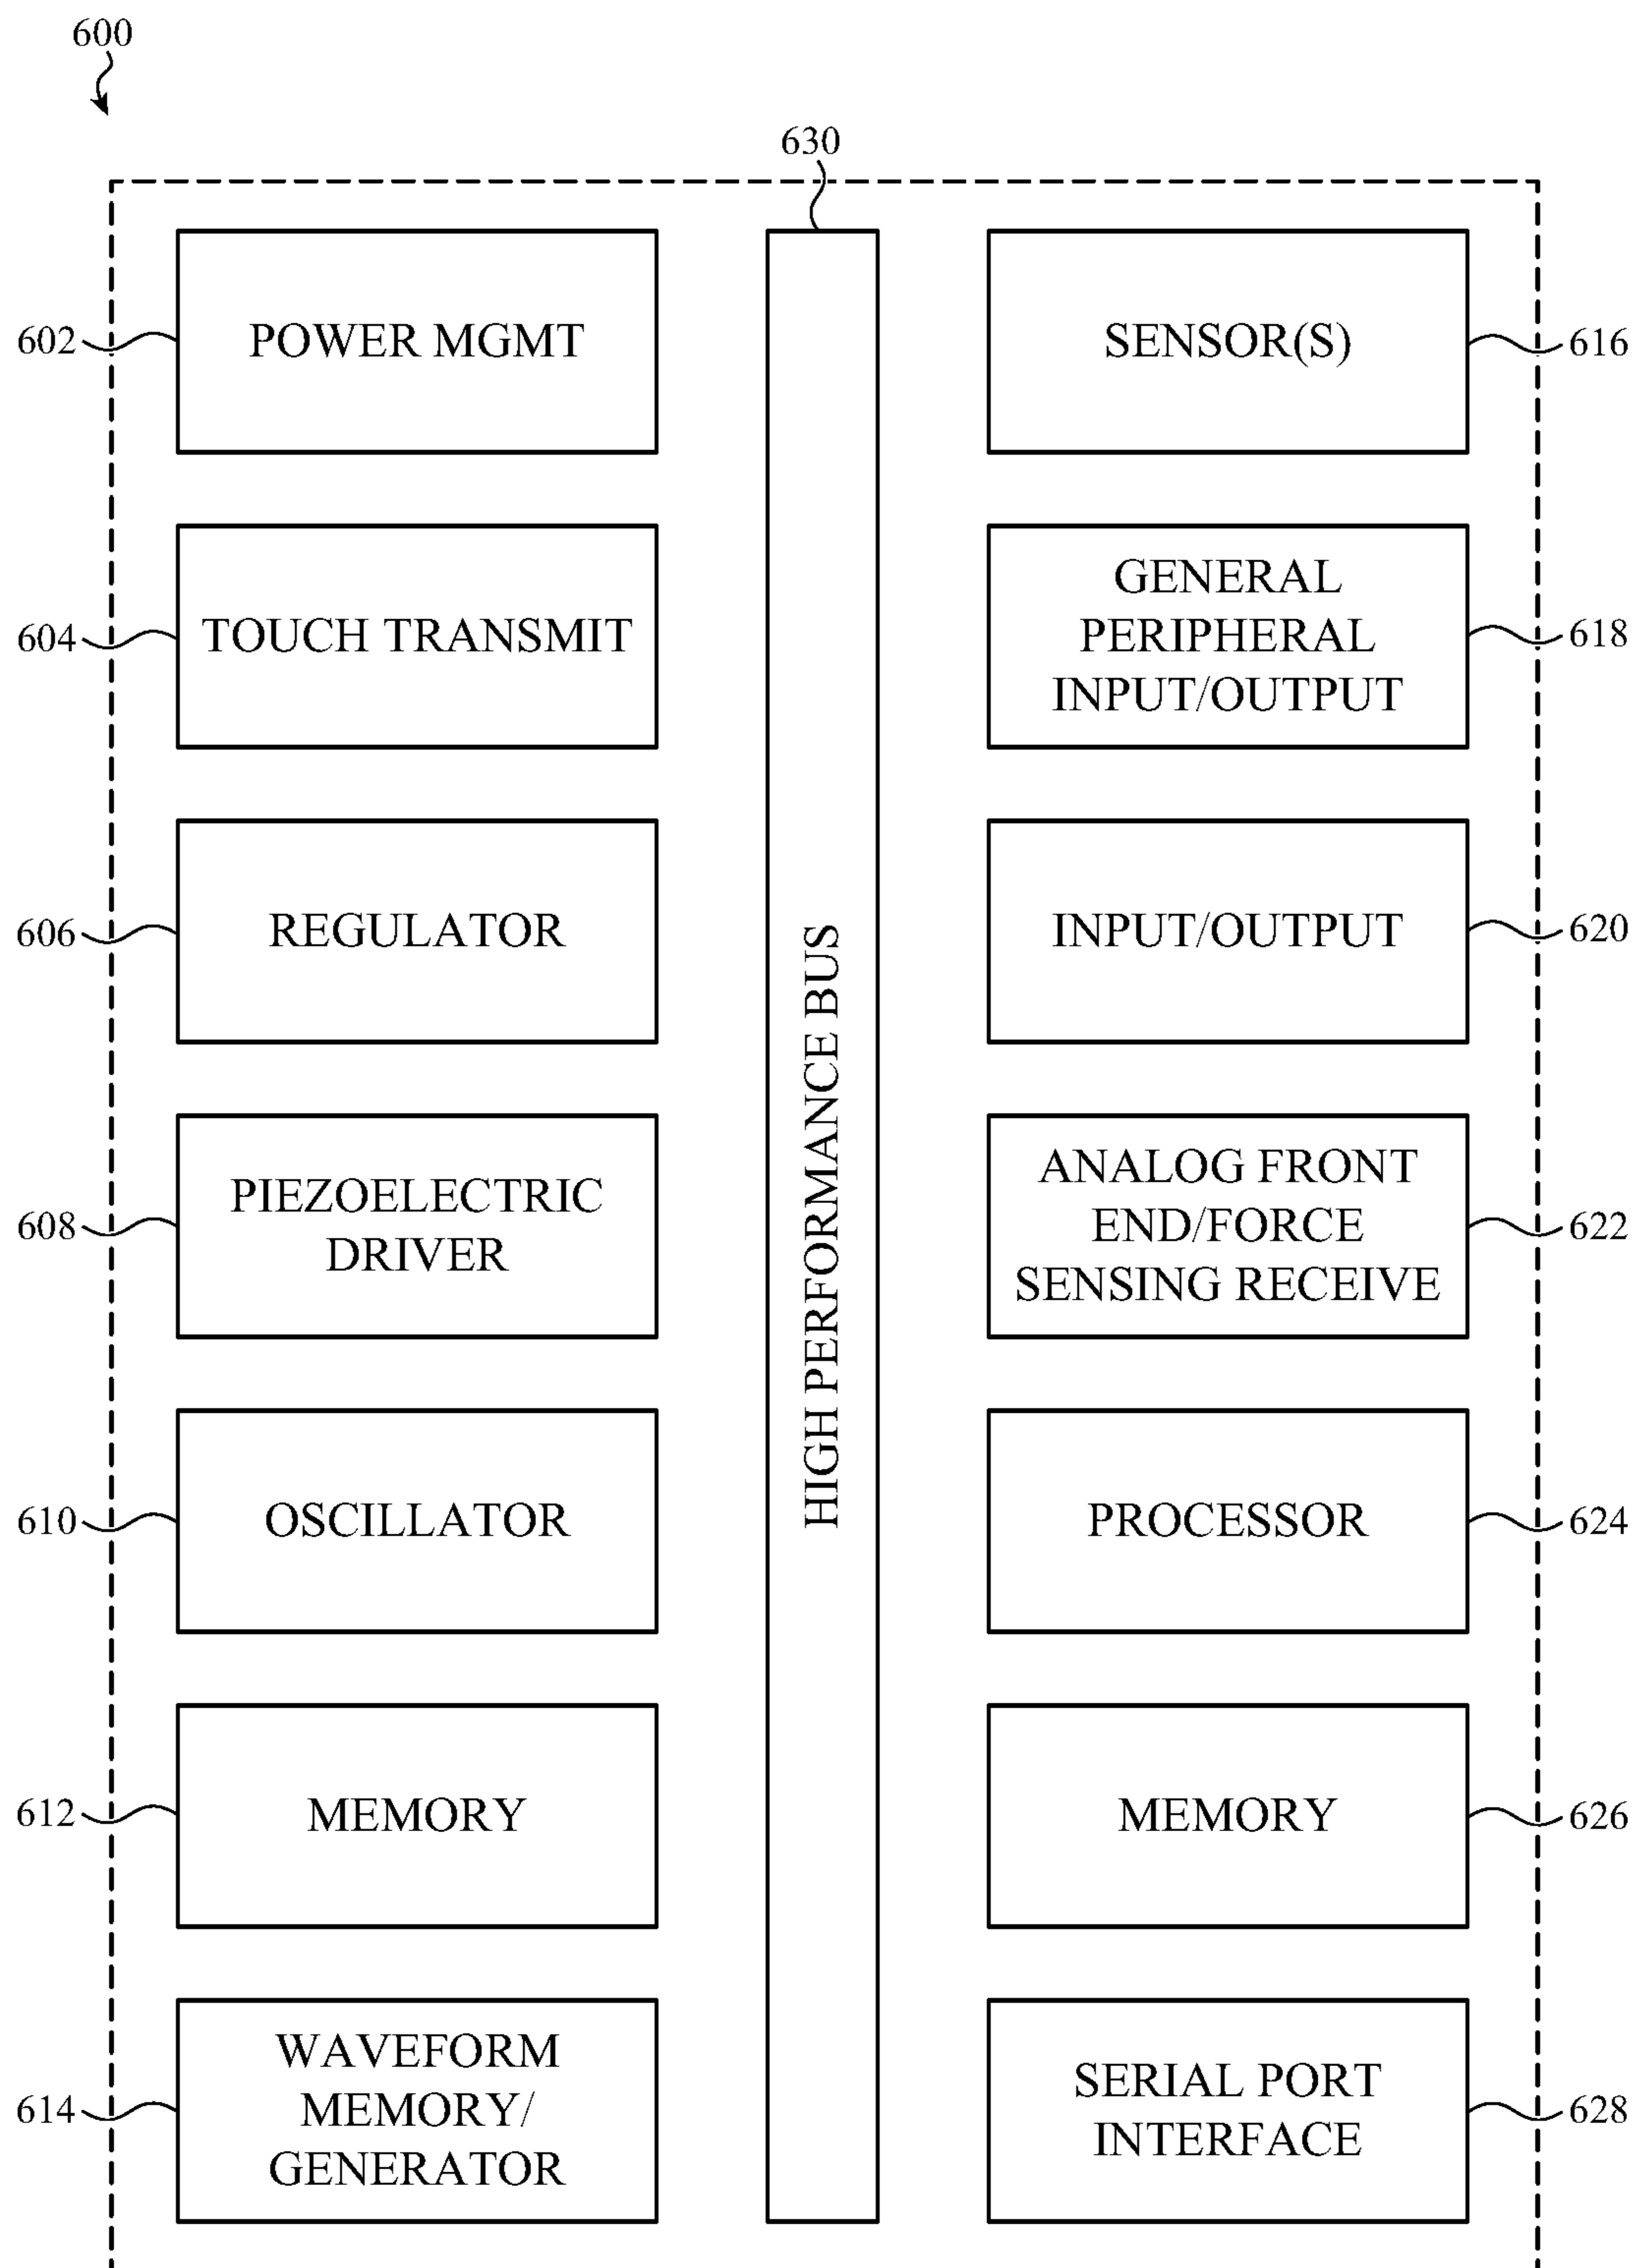 600
630
602
POWER MGMT
SENSOR(S)
616
604
TOUCH TRANSMIT
GENERAL
PERIPHERAL
INPUT/OUTPUT
618
606
REGULATOR
INPUT/OUTPUT
620
HIGH PERFORMANCE BUS
608
PIEZOELECTRIC
DRIVER
ANALOG FRONT
END/FORCE
SENSING RECEIVE
622
610
OSCILLATOR
PROCESSOR
624
612
MEMORY
MEMORY
626
614
WAVEFORM
MEMORY/
GENERATOR
SERIAL PORT
INTERFACE
628